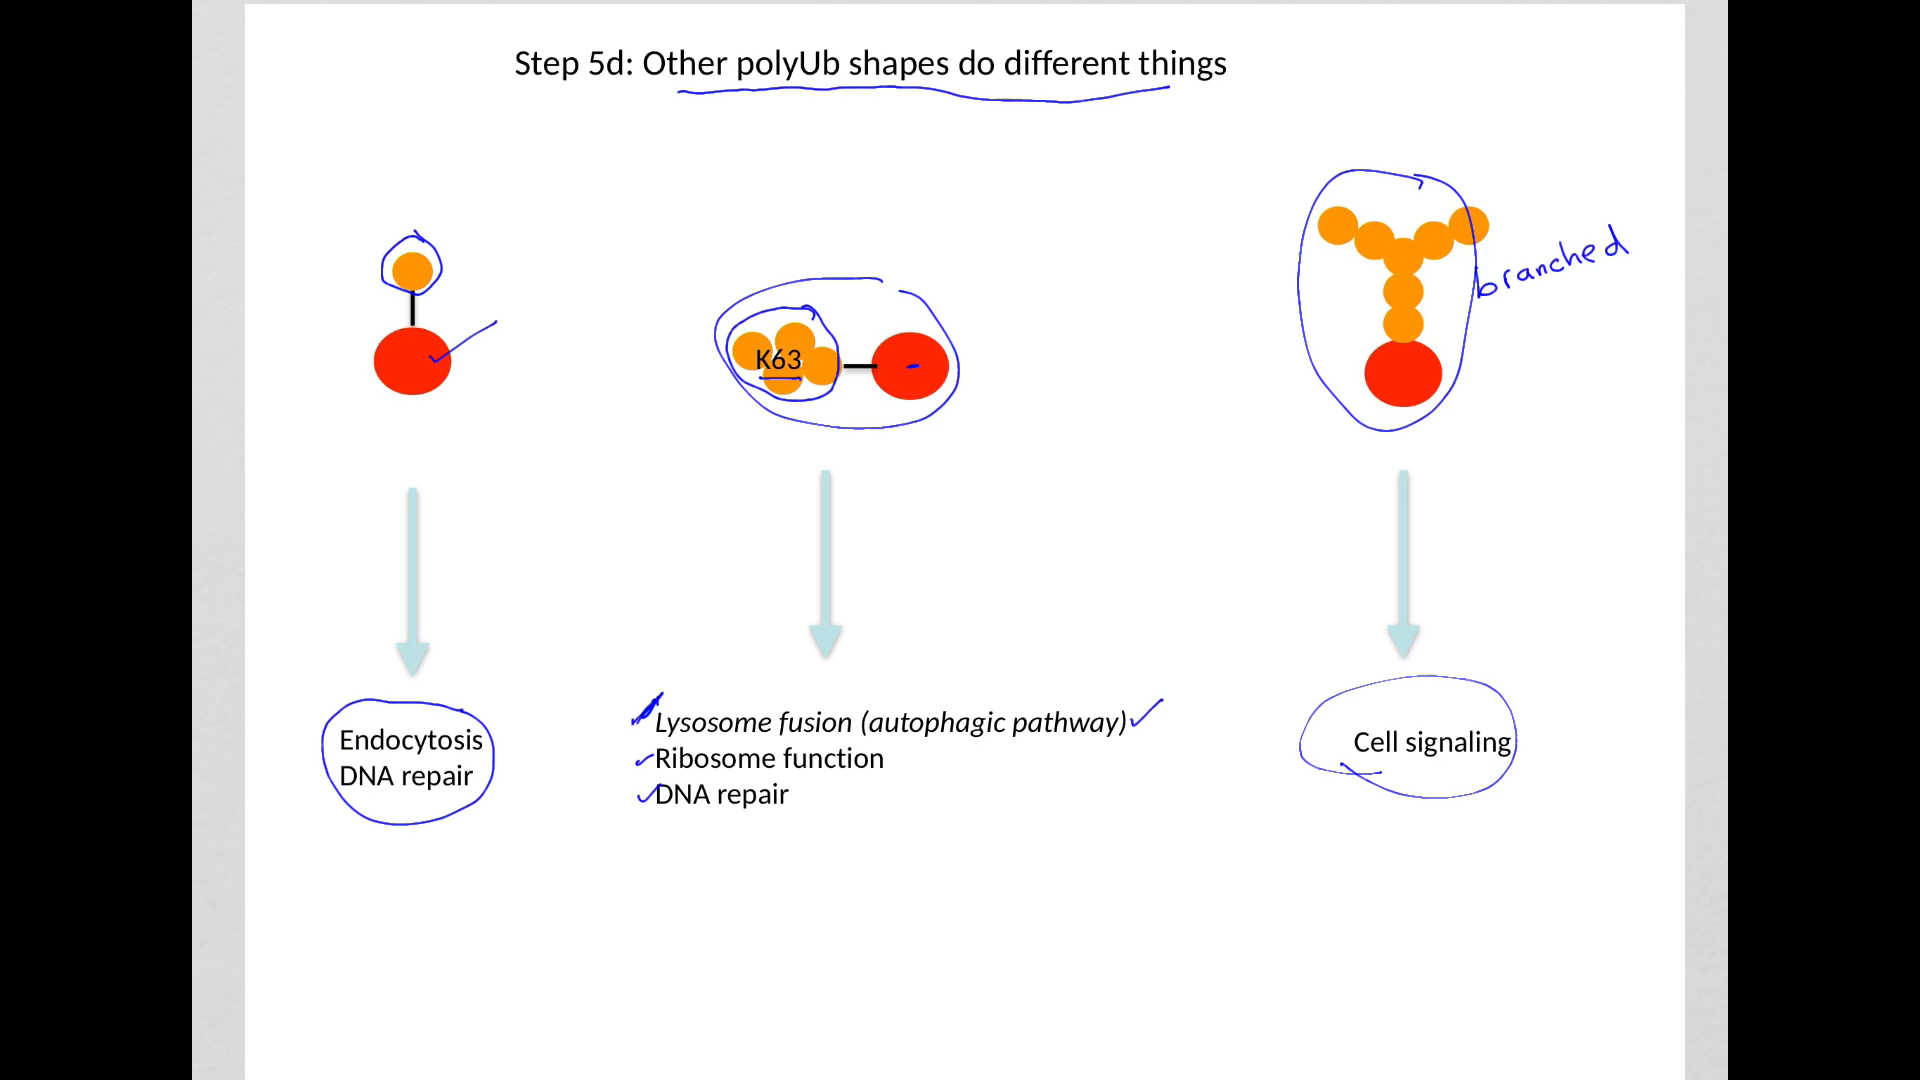 Step 5d: Other polyUb shapes do different things
branched
K63
Endocytosis
DNA repair
Lysosome fusion (autophagic pathway)
Ribosome function
DNA repair
Cell signaling